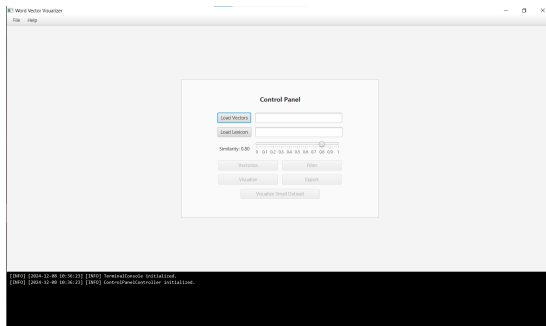 Word Vector Visualizer
File Help
Control Panel
Load Vectors
Load Lexicon
Similarity: 0.80
0 0.1 0.2 0.3 0.4 0.5 0.6 0.7 0.8 0.9 1
Filter
Visualize Export
Visualize Small Dataset
[INFO] [2024-12-08 10:36:23] [INFO] TerminalConsole initialized.
[INFO] [2024-12-08 10:36:23] [INFO] ControlPanelController initialized.